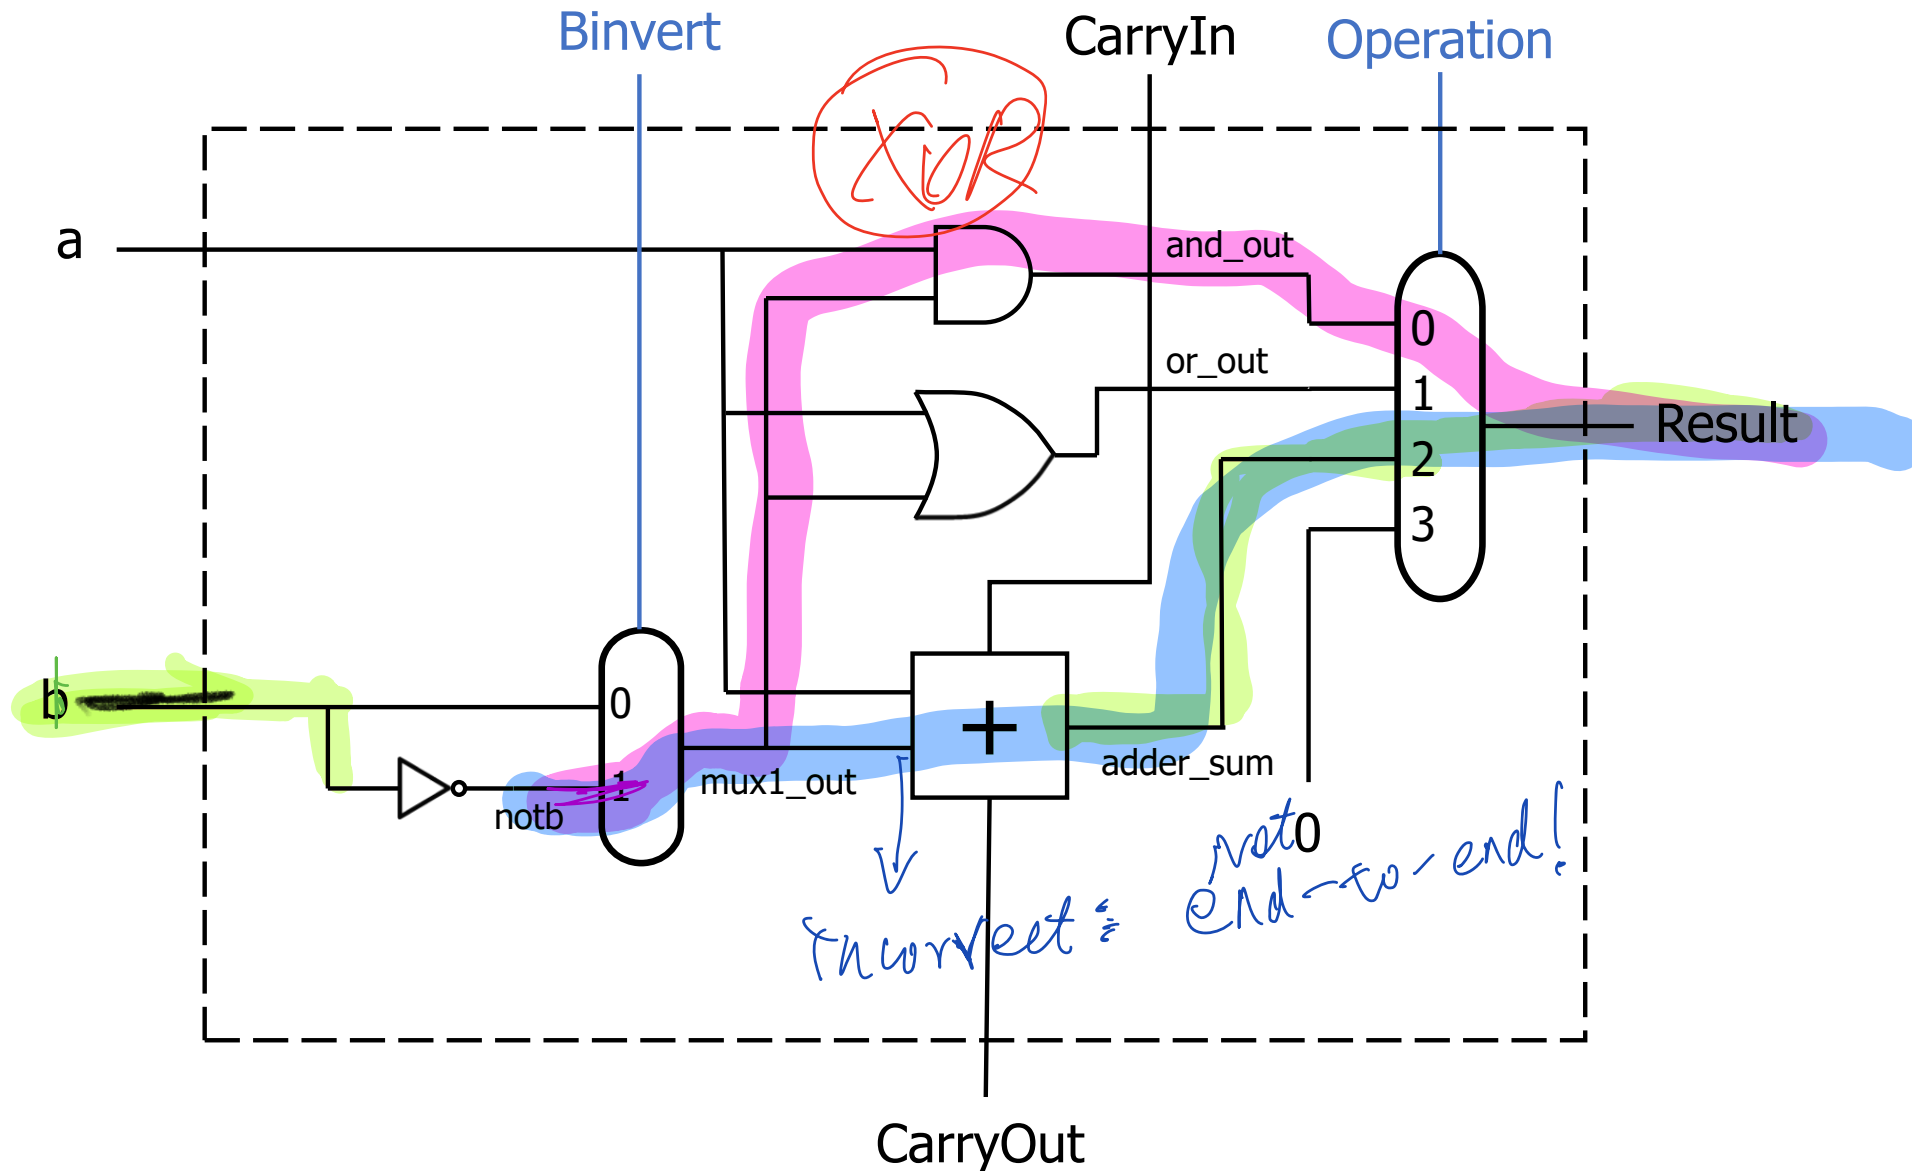 Binvert
CarryIn
Operation
XOR
a
and_out
0
or_out
1
Result
2
3
b
0
1
mux1_out
+
adder_sum
notb
0
not
incorrect : end-to-end!
CarryOut